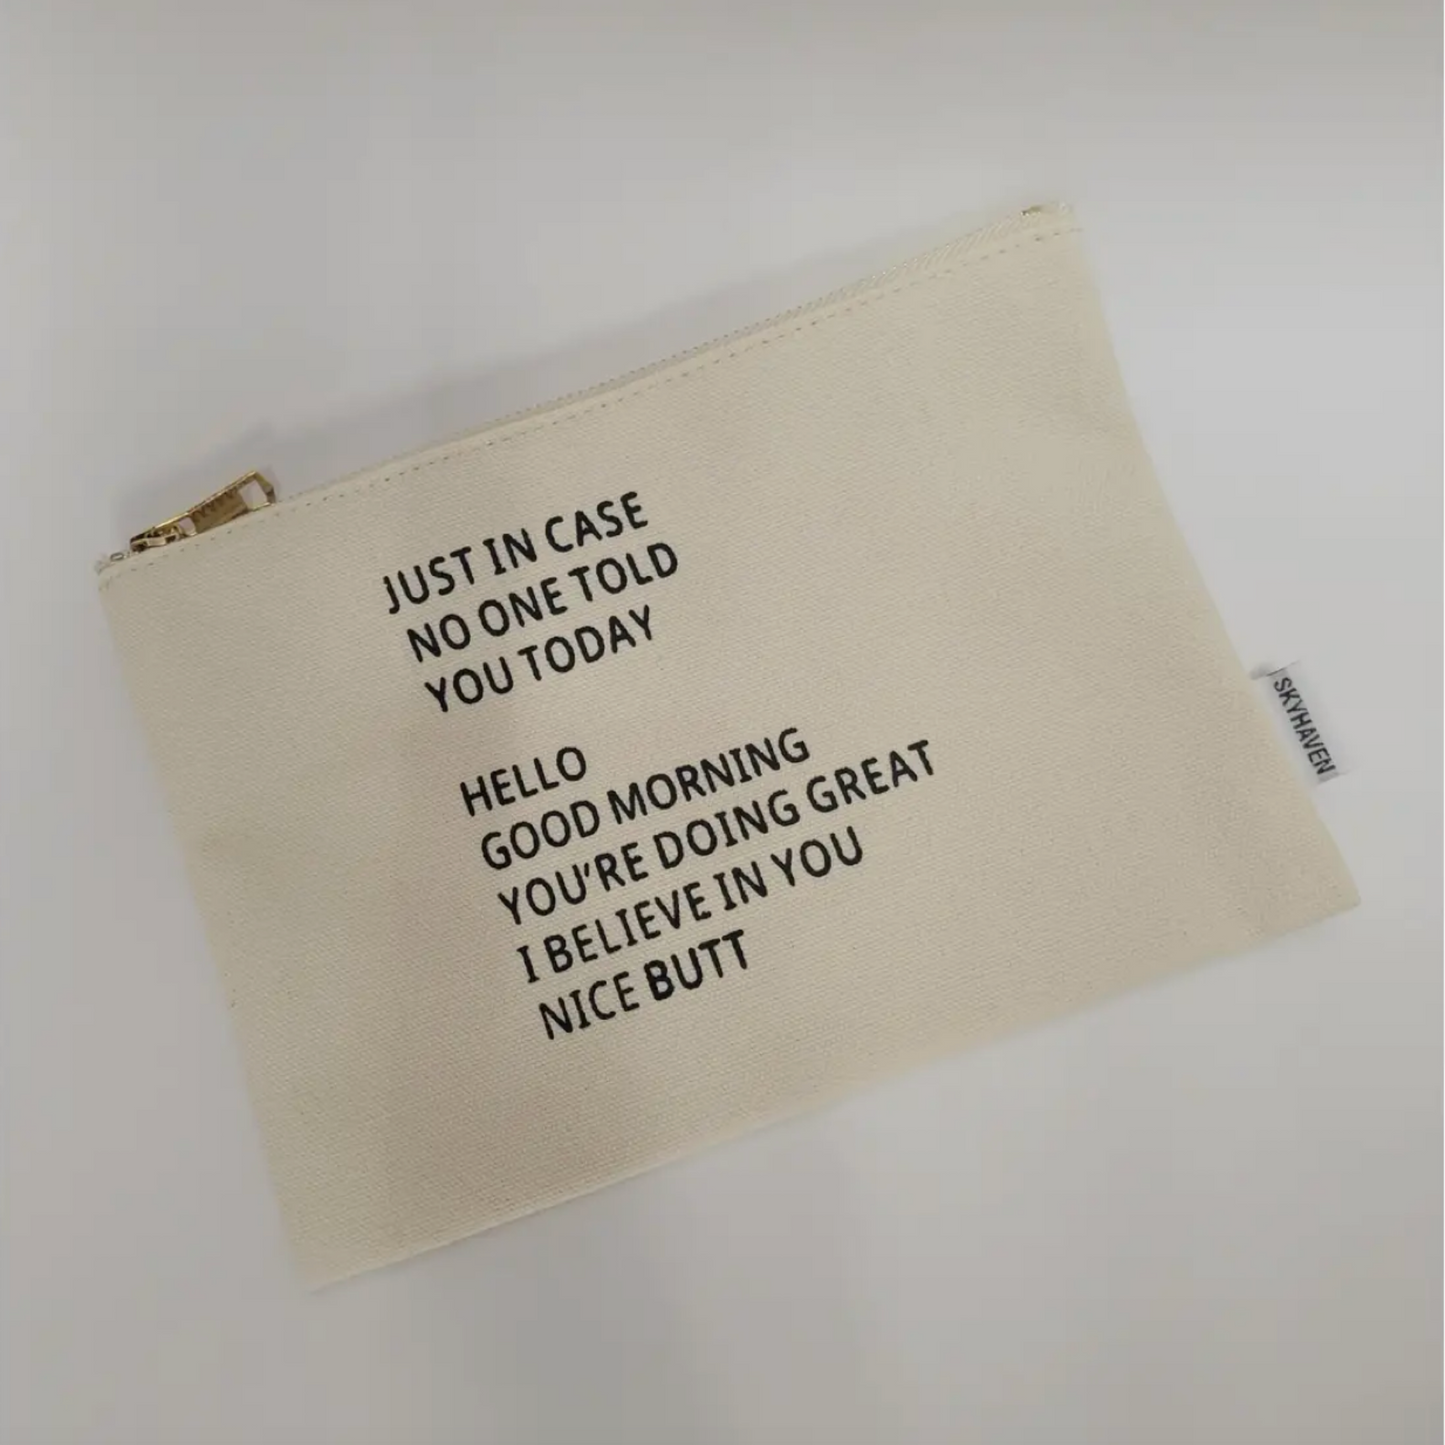 JUST IN CASE
NO ONE TOLD
YOU TODAY
HELLO
GOOD MORNING
YOU'RE DOING GREAT
I BELIEVE IN YOU
NICE BUTT
SKYHAVEN